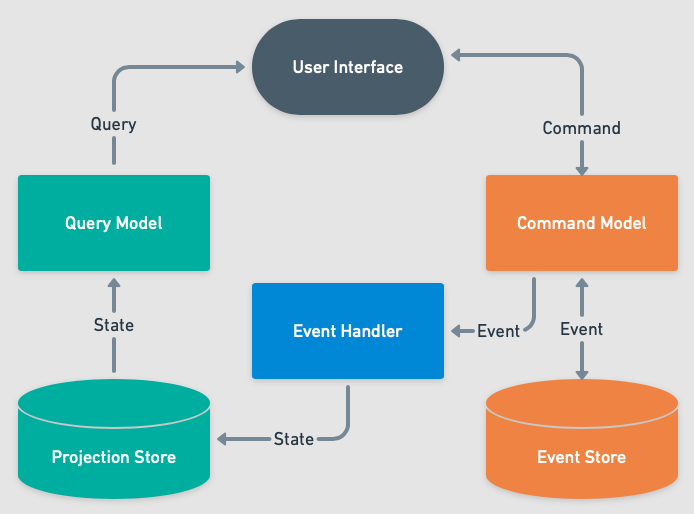 User Interface
Query
Command
Query Model
Command Model
State
Event Handler
Event
Event
State
Projection Store
Event Store